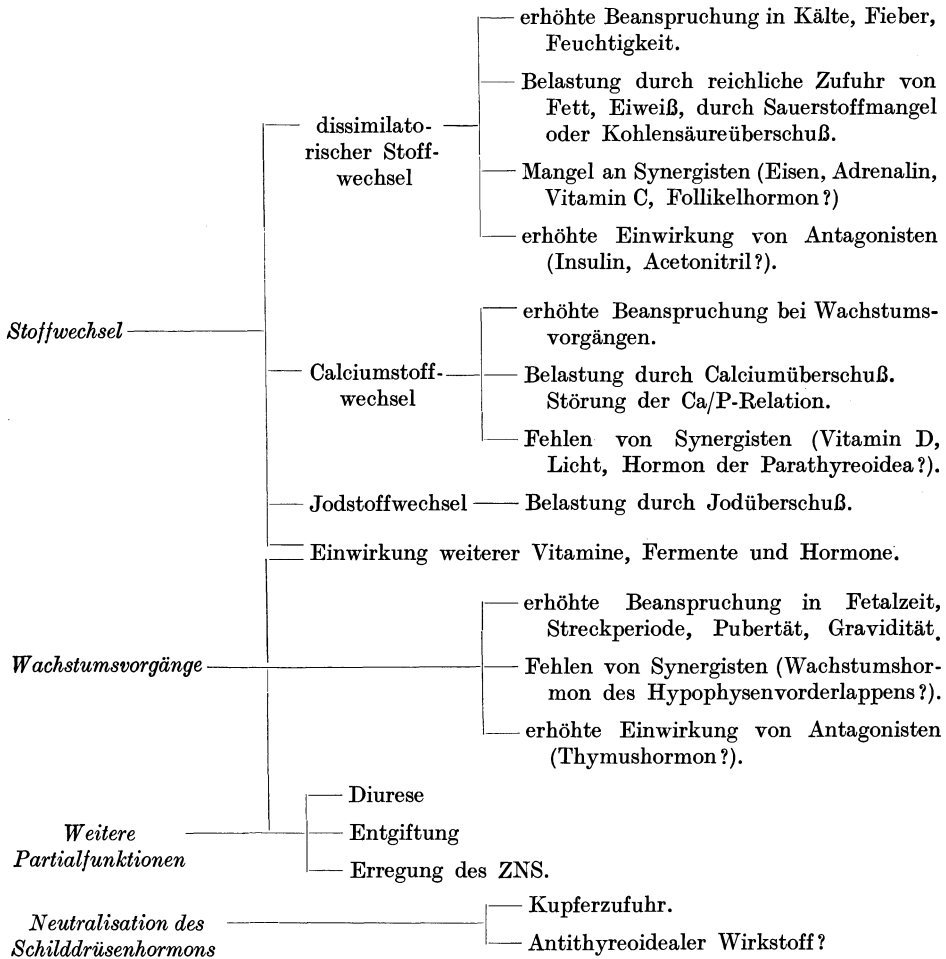 erhöhte Beanspruchung in Kälte, Fieber,
Feuchtigkeit.
Belastung durch reichliche Zufuhr von
Fett, Eiweiß, durch Sauerstoffmangel
oder Kohlensäureüberschuß.
dissimilato-
rischer Stoff-
wechsel
Mangel an Synergisten (Eisen, Adrenalin,
Vitamin C, Follikelhormon?)
erhöhte Einwirkung von Antagonisten
(Insulin, Acetonitril?).
Stoffwechsel
erhöhte Beanspruchung bei Wachstums-
vorgängen.
Calciumstoff-
wechsel
Belastung durch Calciumüberschuß.
Störung der Ca/P-Relation.
Fehlen von Synergisten (Vitamin D,
Licht, Hormon der Parathyreoidea?).
Jodstoffwechsel
Belastung durch Jodüberschuß.
Einwirkung weiterer Vitamine, Fermente und Hormone.
erhöhte Beanspruchung in Fetalzeit,
Streckperiode, Pubertät, Gravidität.
Wachstumsvorgänge
Fehlen von Synergisten (Wachstumshor-
mon des Hypophysenvorderlappens?).
erhöhte Einwirkung von Antagonisten
(Thymushormon?).
Weitere
Partialfunktionen
Diurese
Entgiftung
Erregung des ZNS.
Neutralisation des
Schilddrüsenhormons
Kupferzufuhr.
Antithyreoidealer Wirkstoff?